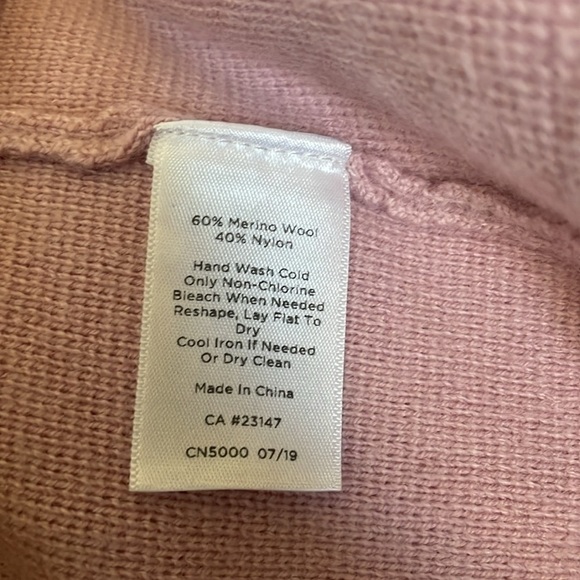 60% Merino Wool
40% Nylon
Hand Wash Cold
Only Non-Chlorine
Bleach When Needed
Reshape, Lay Flat To
Dry
Cool Iron If Needed
Or Dry Clean
Made In China
CA #23147
CN5000 07/19